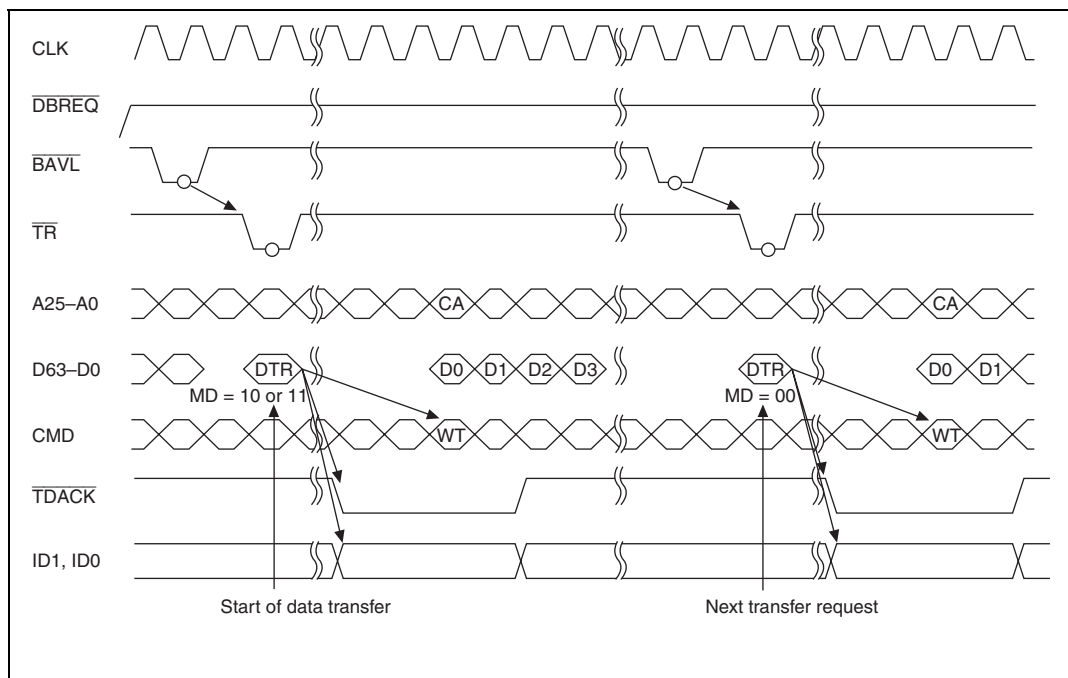 CLK
DBREQ
BAVL
TR
A25–A0 CA CA
D63–D0 DTR D0 D1 D2 D3 DTR D0 D1
MD = 10 or 11 MD = 00
CMD WT WT
TDACK
ID1, ID0
Start of data transfer Next transfer request